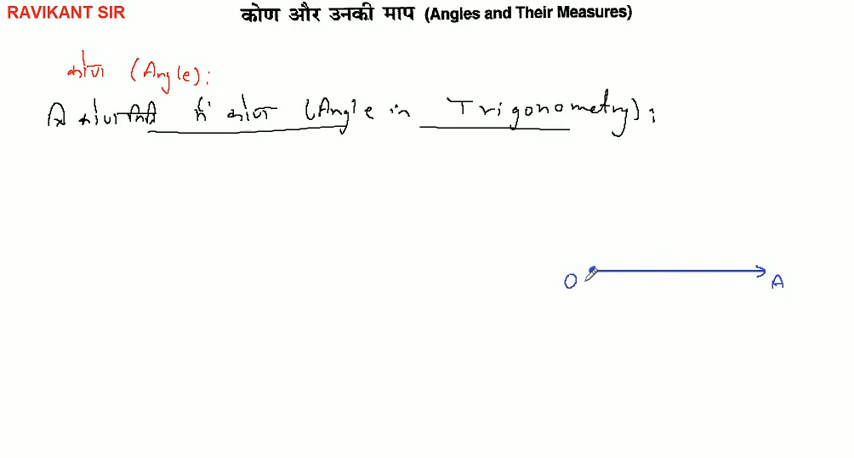 RAVIKANT SIR
कोण और उनकी माप (Angles and Their Measures)
कोण (Angle):
त्रिकोणमिति में कोण (Angle in Trigonometry):
O A